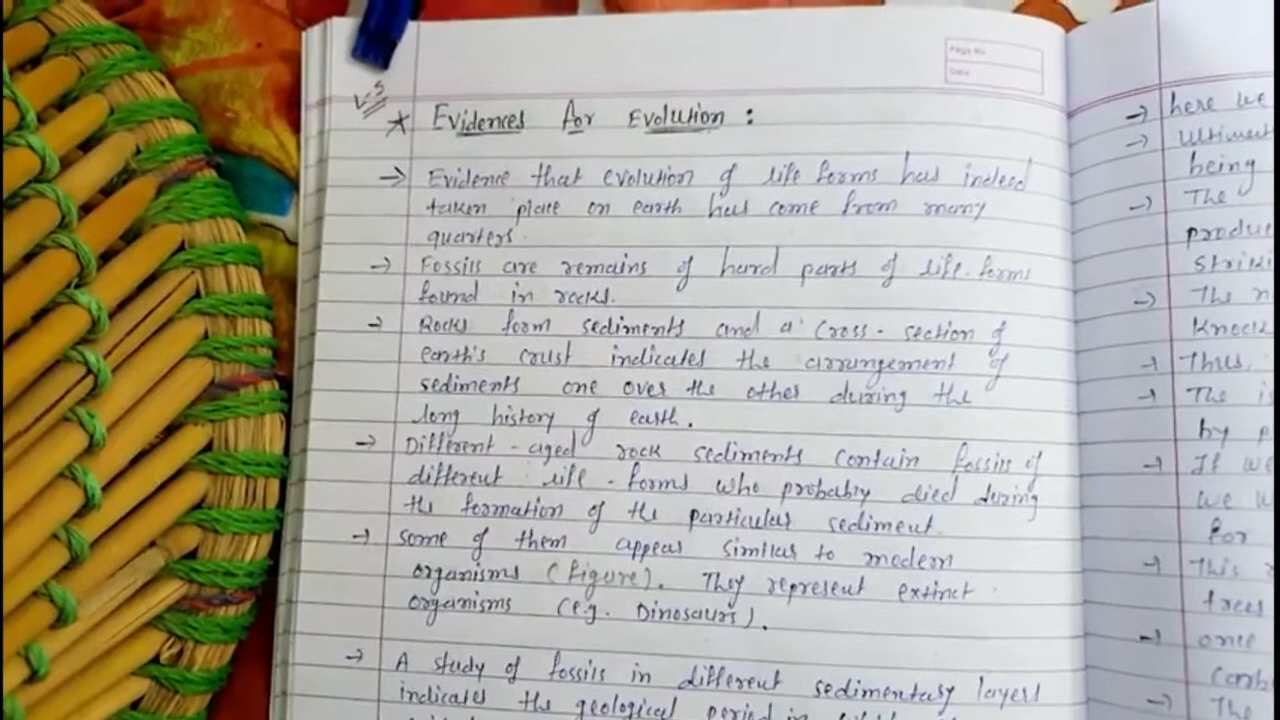 Page No.
Date
L-5
* Evidences for Evolution :
→ Evidence that evolution of life forms has indeed
taken place on earth has come from many
quarters.
→ Fossils are remains of hard parts of life-forms
found in rocks.
→ Rocks form sediments and a cross-section of
earth's crust indicates the arrangement of
sediments one over the other during the
long history of earth.
→ Different-aged rock sediments contain fossils of
different life-forms who probably died during
the formation of the particular sediment.
→ Some of them appear similar to modern
organisms (figure). They represent extinct
organisms (e.g. Dinosaurs).
→ A study of fossils in different sedimentary layers
indicates the geological period in
→ here we
→
being
→ The
→ The
→ Thus,
→ The
by
→ If we
we
for
→ This
trees
→ once
→ The